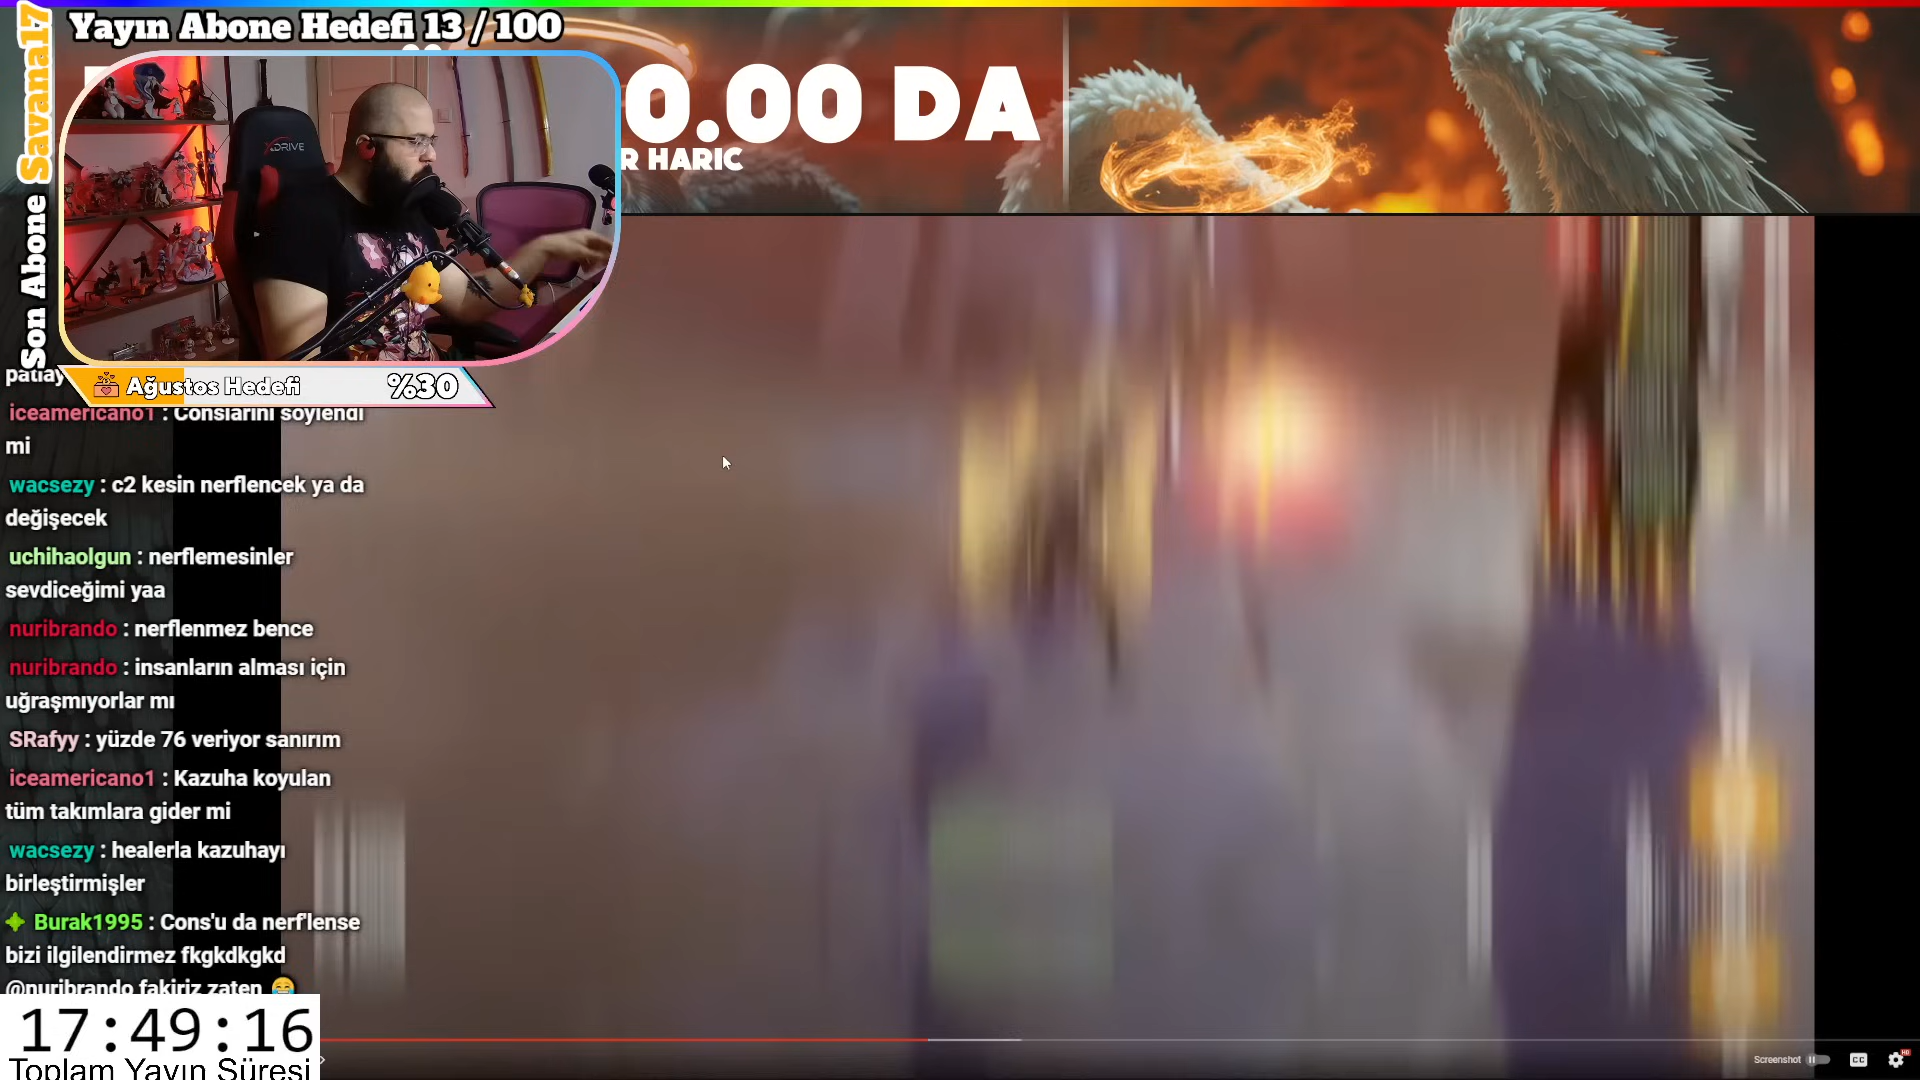 Yayın Abone Hedefi 13 / 100
Son Abone Savana17
0.00 DA
R HARIC
XDRIVE
Ağustos Hedefi %30
patlay
iceamericano1 : Conslarını söylendi
mi
wacsezy : c2 kesin nerflencek ya da
değişecek
uchihaolgun : nerflemesinler
sevdiceğimi yaa
nuribrando : nerflenmez bence
nuribrando : insanların alması için
uğraşmıyorlar mı
SRafyy : yüzde 76 veriyor sanırım
iceamericano1 : Kazuha koyulan
tüm takımlara gider mi
wacsezy : healerla kazuhayı
birleştirmişler
Burak1995 : Cons'u da nerf'lense
bizi ilgilendirmez fkgkdkgkd
@nuribrando fakiriz zaten 😂
17:49:16
Toplam Yayın Süresi
Screenshot
CC
HD